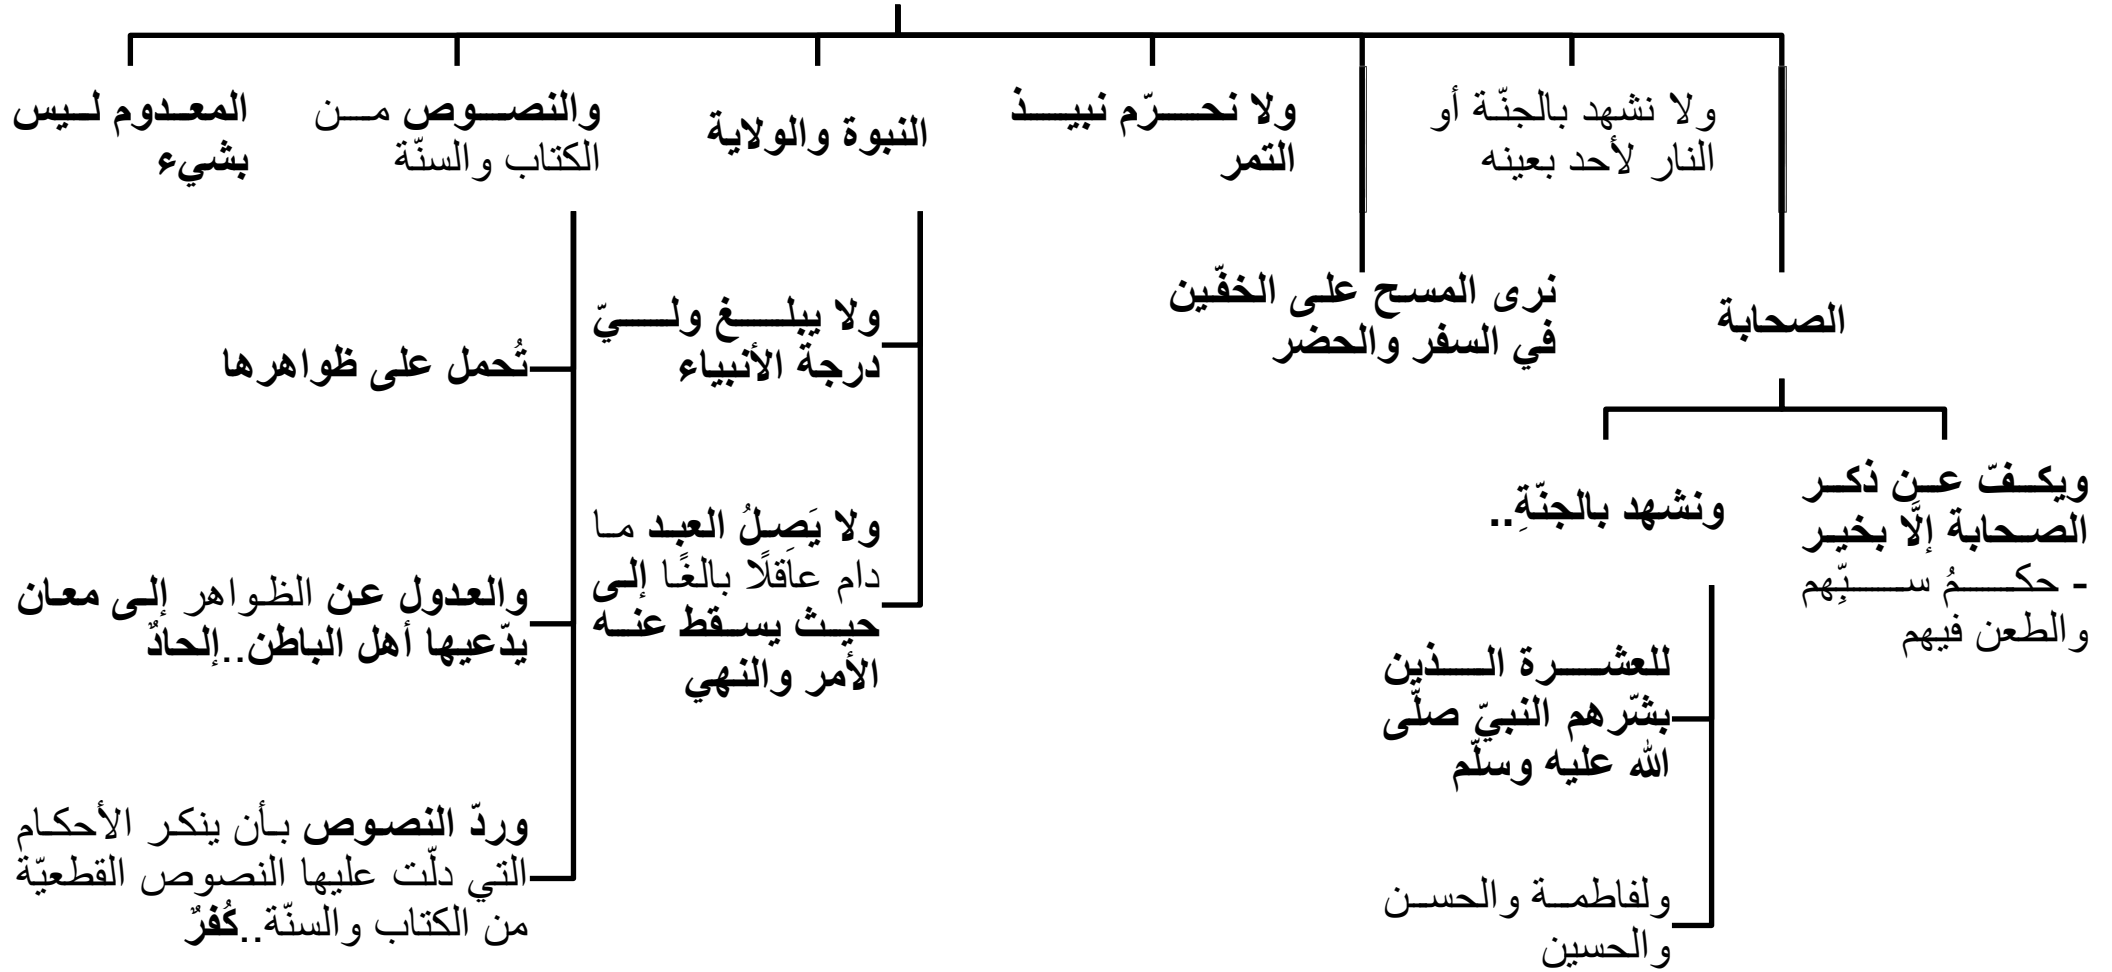 الصحابة
ويكفّ عن ذكر
الصحابة إلَّا بخير
- حكمُ سبِّهم
والطعن فيهم
ونشهد بالجنّةِ..
للعشرة الذين
بشّرهم النبيّ صلّى
الله عليه وسلّم
ولفاطمة والحسن
والحسين
ولا نشهد بالجنّة أو
النار لأحد بعينه
نرى المسح على الخفّين
في السفر والحضر
ولا نحرّم نبيذ
التمر
النبوة والولاية
ولا يبلغ وليّ
درجة الأنبياء
ولا يَصلُ العبد ما
دام عاَقلًا بالغًا إلى
حيث يسقط عنه
الأمر والنهي
والنصوص من
الكتاب والسنّة
تُحمل على ظواهرها
والعدول عن الظواهر إلى معان
يدّعيها أهل الباطن..إلحادٌ
وردّ النصوص بأن ينكر الأحكام
التي دلّت عليها النصوص القطعيّة
من الكتاب والسنّة..كُفرٌ
المعدوم ليس
بشيء